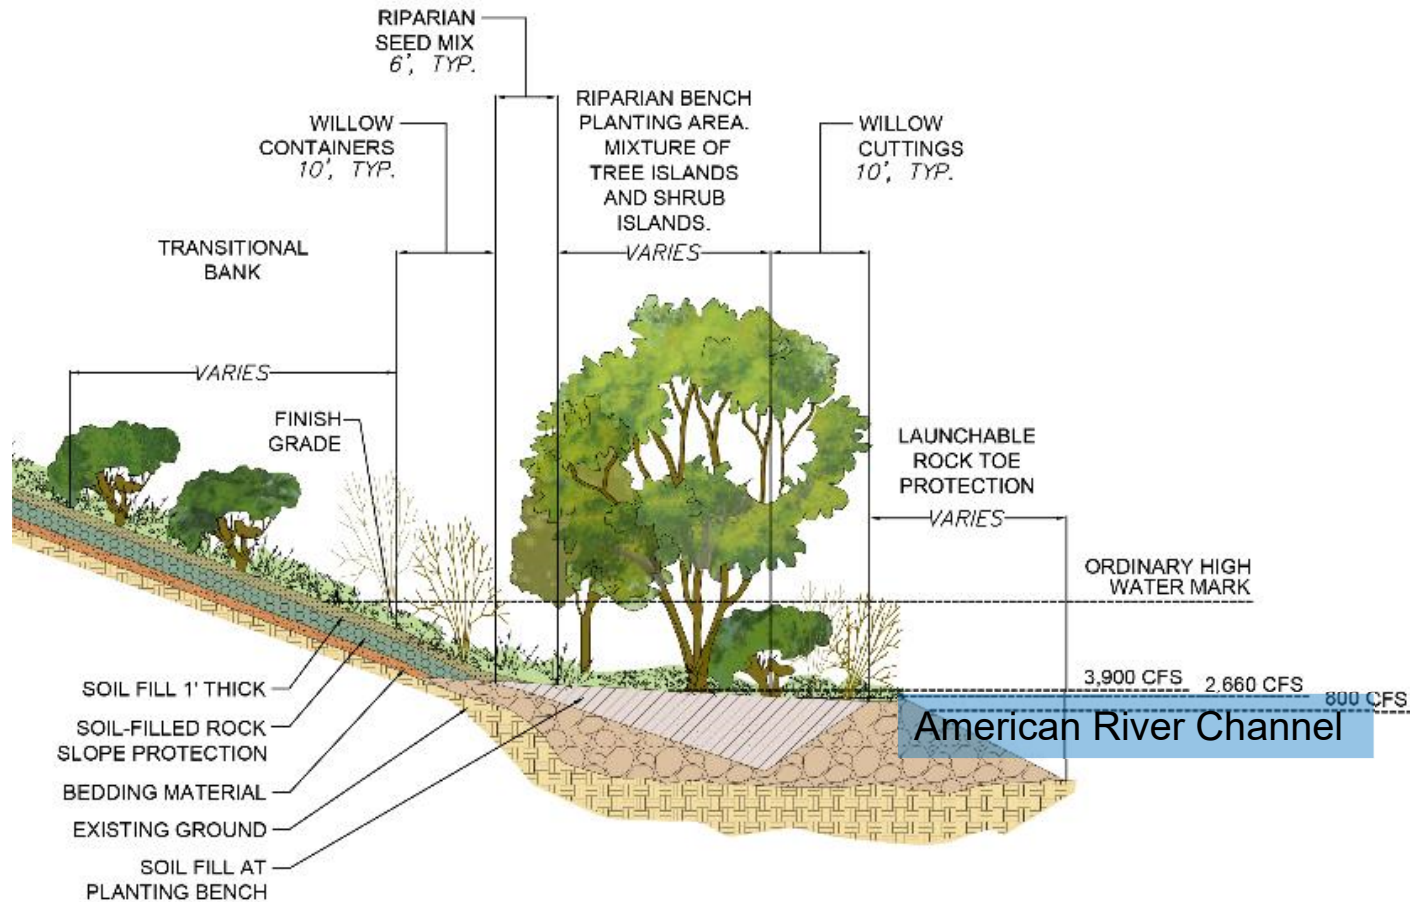 RIPARIAN
SEED MIX
6', TYP.
WILLOW
CONTAINERS
10', TYP.
RIPARIAN BENCH
PLANTING AREA.
MIXTURE OF
TREE ISLANDS
AND SHRUB
ISLANDS.
VARIES
WILLOW
CUTTINGS
10', TYP.
TRANSITIONAL
BANK
VARIES
FINISH
GRADE
LAUNCHABLE
ROCK TOE
PROTECTION
VARIES
ORDINARY HIGH
WATER MARK
3,900 CFS
2,660 CFS
800 CFS
American River Channel
SOIL FILL 1' THICK
SOIL-FILLED ROCK
SLOPE PROTECTION
BEDDING MATERIAL
EXISTING GROUND
SOIL FILL AT
PLANTING BENCH